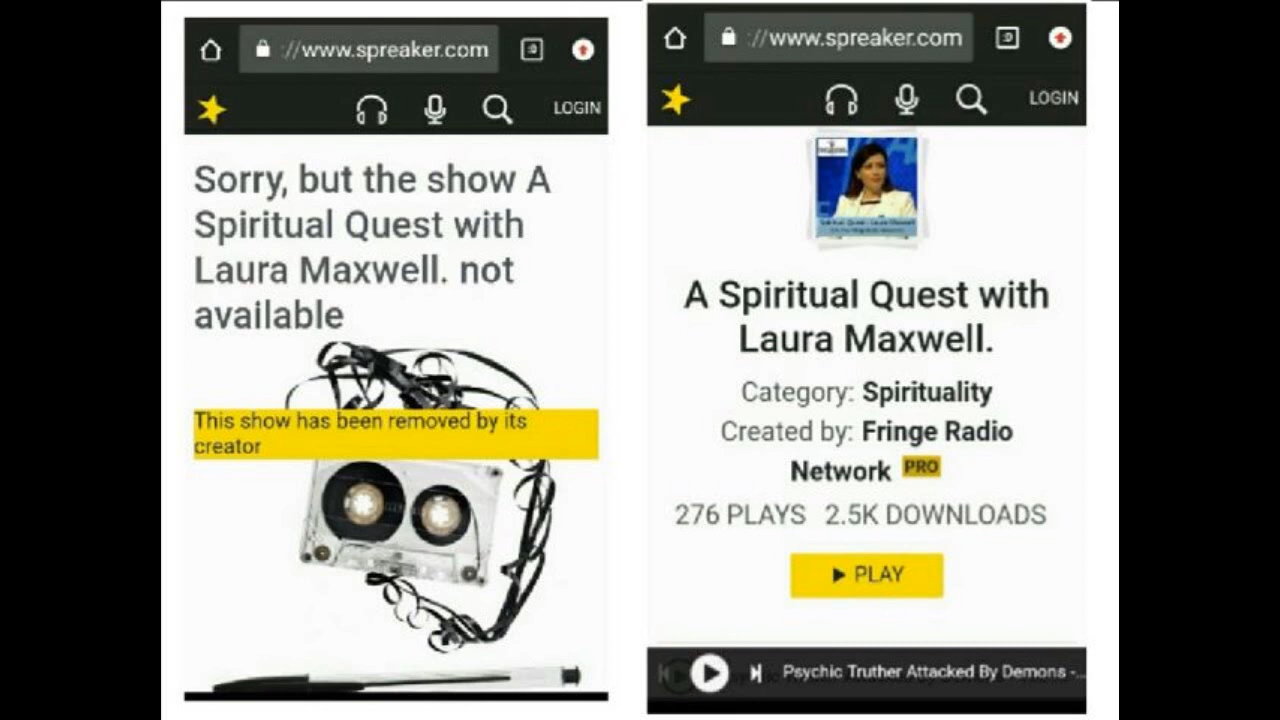 ://www.spreaker.com
LOGIN
Sorry, but the show A
Spiritual Quest with
Laura Maxwell. not
available
This show has been removed by its
creator
://www.spreaker.com
LOGIN
A Spiritual Quest with
Laura Maxwell.
Category: Spirituality
Created by: Fringe Radio
Network PRO
276 PLAYS 2.5K DOWNLOADS
PLAY
Psychic Truther Attacked By Demons -...